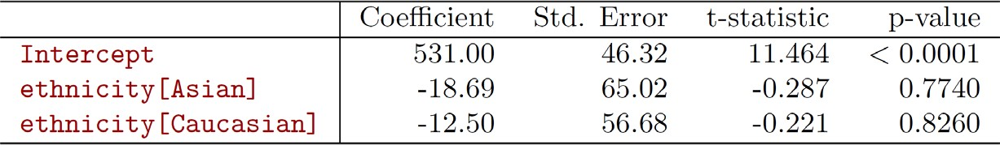 Coefficient Std. Error t-statistic p-value
Intercept 531.00 46.32 11.464 < 0.0001
ethnicity[Asian] -18.69 65.02 -0.287 0.7740
ethnicity[Caucasian] -12.50 56.68 -0.221 0.8260